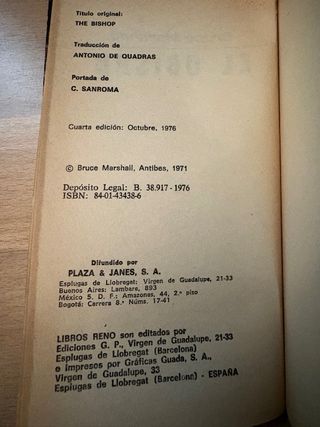 Título original:
THE BISHOP
Traducción de
ANTONIO DE QUADRAS
Portada de
C. SANROMA
Cuarta edición: Octubre, 1976
© Bruce Marshall, Antibes, 1971
Depósito Legal: B. 38.917 - 1976
ISBN: 84-01-43438-6
Difundido por
PLAZA & JANES, S. A.
Esplugas de Llobregat: Virgen de Guadalupe, 21-33
Buenos Aires: Lambare, 893
México 5. D. F.: Amazonas, 44, 2.º piso
Bogotá: Carrera 8.ª Núms. 17-41
LIBROS RENO son editados por
Ediciones G. P., Virgen de Guadalupe, 21-33
Esplugas de Llobregat (Barcelona)
e impresos por Gráficas Guada, S. A.,
Virgen de Guadalupe, 33
Esplugas de Llobregat (Barcelona) - ESPAÑA